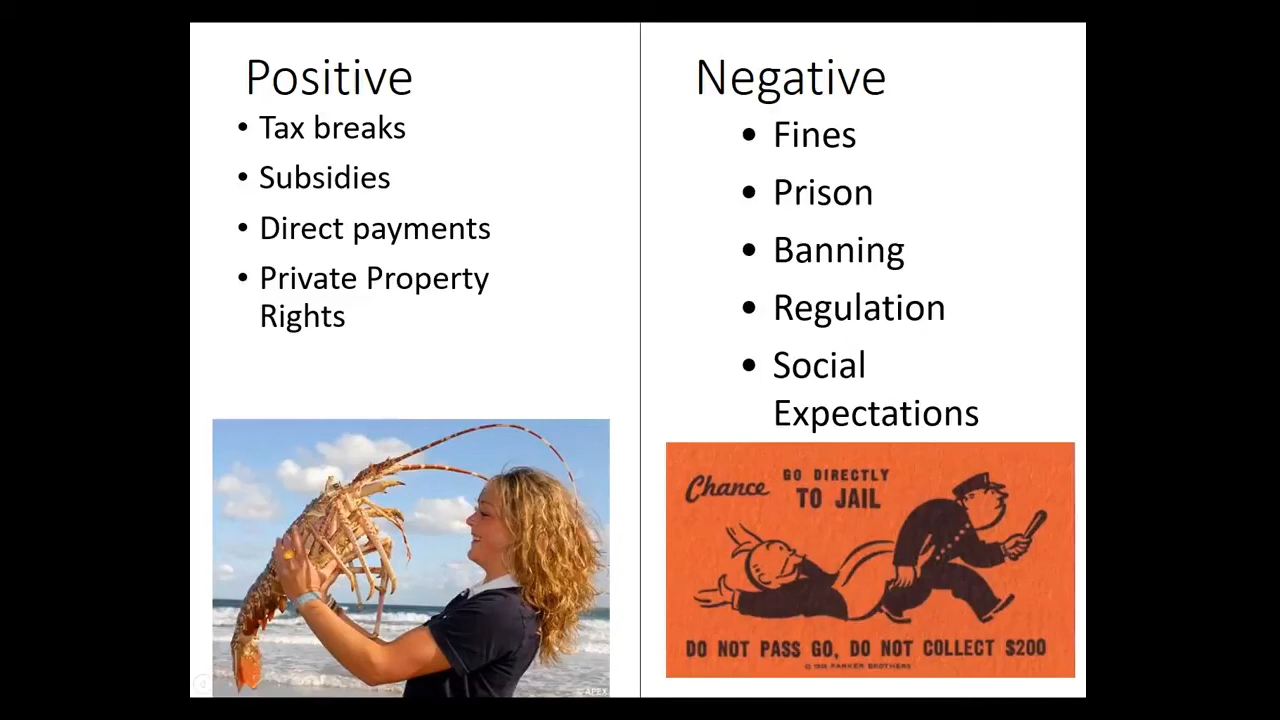 Positive
• Tax breaks
• Subsidies
• Direct payments
• Private Property
Rights
© APEX
Negative
• Fines
• Prison
• Banning
• Regulation
• Social
Expectations
Chance
GO DIRECTLY
TO JAIL
DO NOT PASS GO, DO NOT COLLECT $200